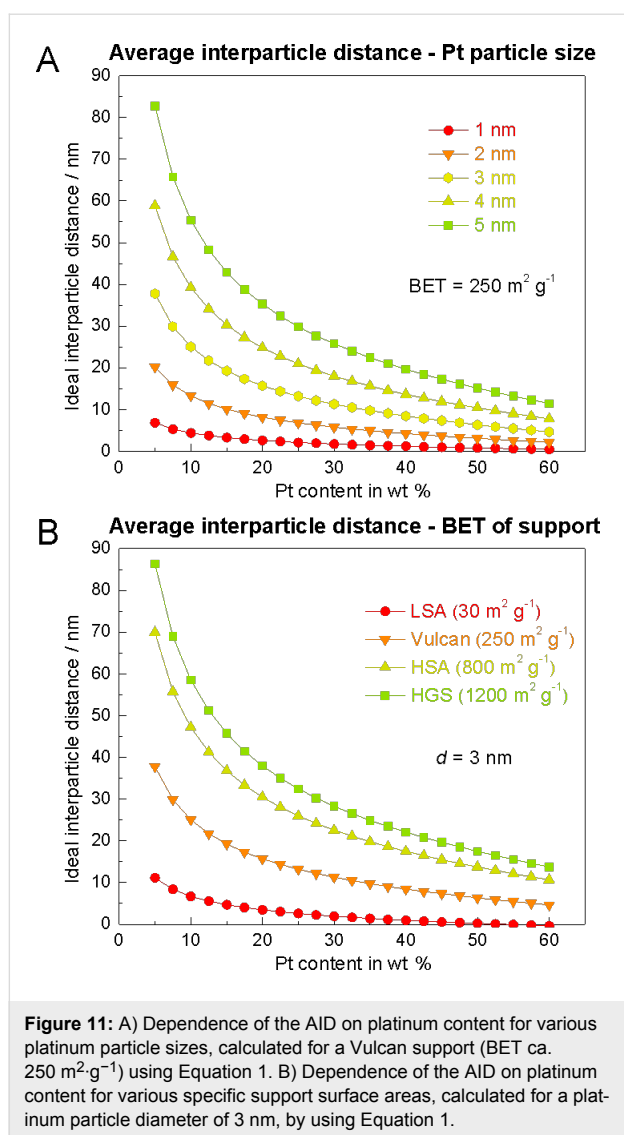 A
Average interparticle distance - Pt particle size
90
80
70
60
50
40
30
20
10
0
Ideal interparticle distance / nm
1 nm
2 nm
3 nm
4 nm
5 nm
BET = 250 m² g⁻¹
0 10 20 30 40 50 60
Pt content in wt %
B
Average interparticle distance - BET of support
90
80
70
60
50
40
30
20
10
0
Ideal interparticle distance / nm
LSA (30 m² g⁻¹)
Vulcan (250 m² g⁻¹)
HSA (800 m² g⁻¹)
HGS (1200 m² g⁻¹)
d = 3 nm
0 10 20 30 40 50 60
Pt content in wt %
Figure 11: A) Dependence of the AID on platinum content for various
platinum particle sizes, calculated for a Vulcan support (BET ca.
250 m²·g⁻¹) using Equation 1. B) Dependence of the AID on platinum
content for various specific support surface areas, calculated for a plat-
inum particle diameter of 3 nm, by using Equation 1.